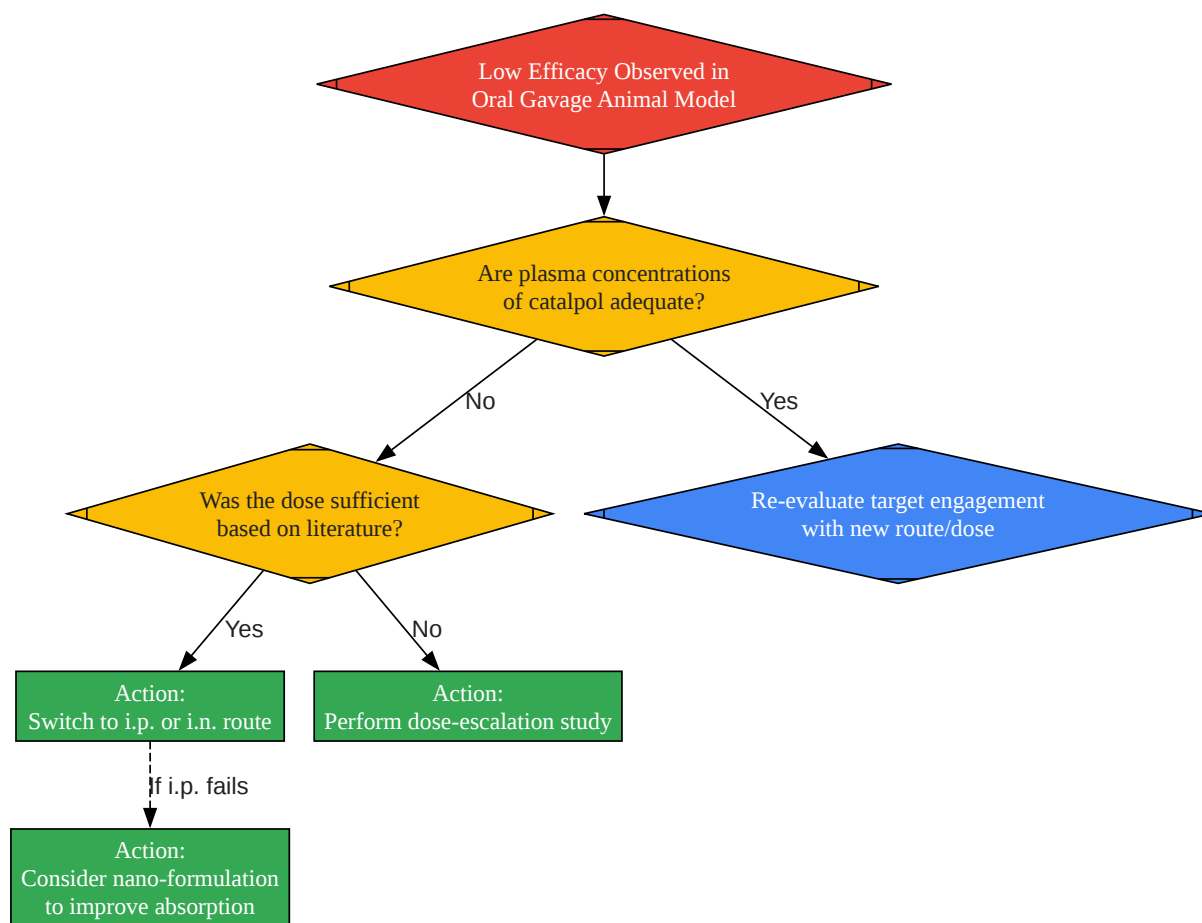 Low Efficacy Observed in
Oral Gavage Animal Model
Are plasma concentrations
of catalpol adequate?
No
Yes
Was the dose sufficient
based on literature?
Re-evaluate target engagement
with new route/dose
Yes
No
Action:
Switch to i.p. or i.n. route
Action:
Perform dose-escalation study
If i.p. fails
Action:
Consider nano-formulation
to improve absorption